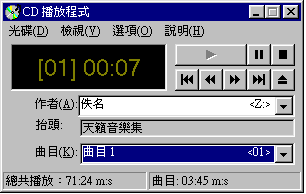 CD 播放程式
光碟(D) 檢視(V) 選項(O) 說明(H)
[01] 00:07
作者(A): 佚名 <Z:>
抬頭: 天籟音樂集
曲目(K): 曲目 1 <01>
總共播放：71:24 m:s 曲目: 03:45 m:s